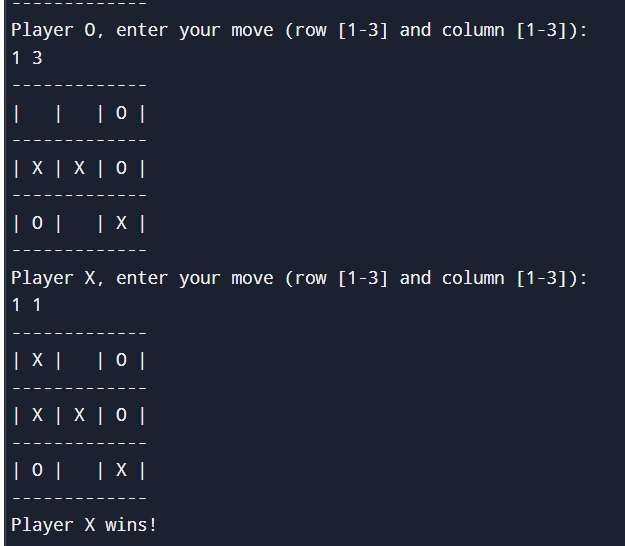 -------------
Player O, enter your move (row [1-3] and column [1-3]):
1 3
-------------
|   |   | O |
-------------
| X | X | O |
-------------
| O |   | X |
-------------
Player X, enter your move (row [1-3] and column [1-3]):
1 1
-------------
| X |   | O |
-------------
| X | X | O |
-------------
| O |   | X |
-------------
Player X wins!